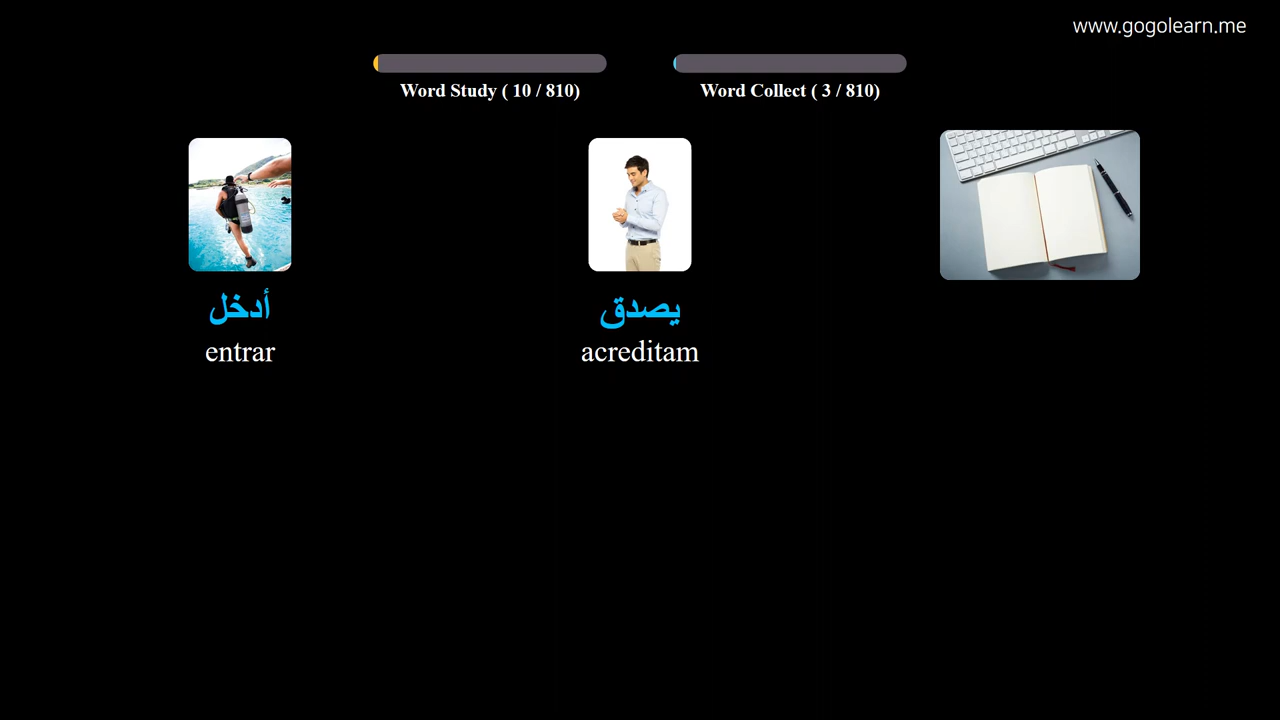 www.gogolearn.me
Word Study ( 10 / 810)
Word Collect ( 3 / 810)
أدخل
entrar
يصدق
acreditam